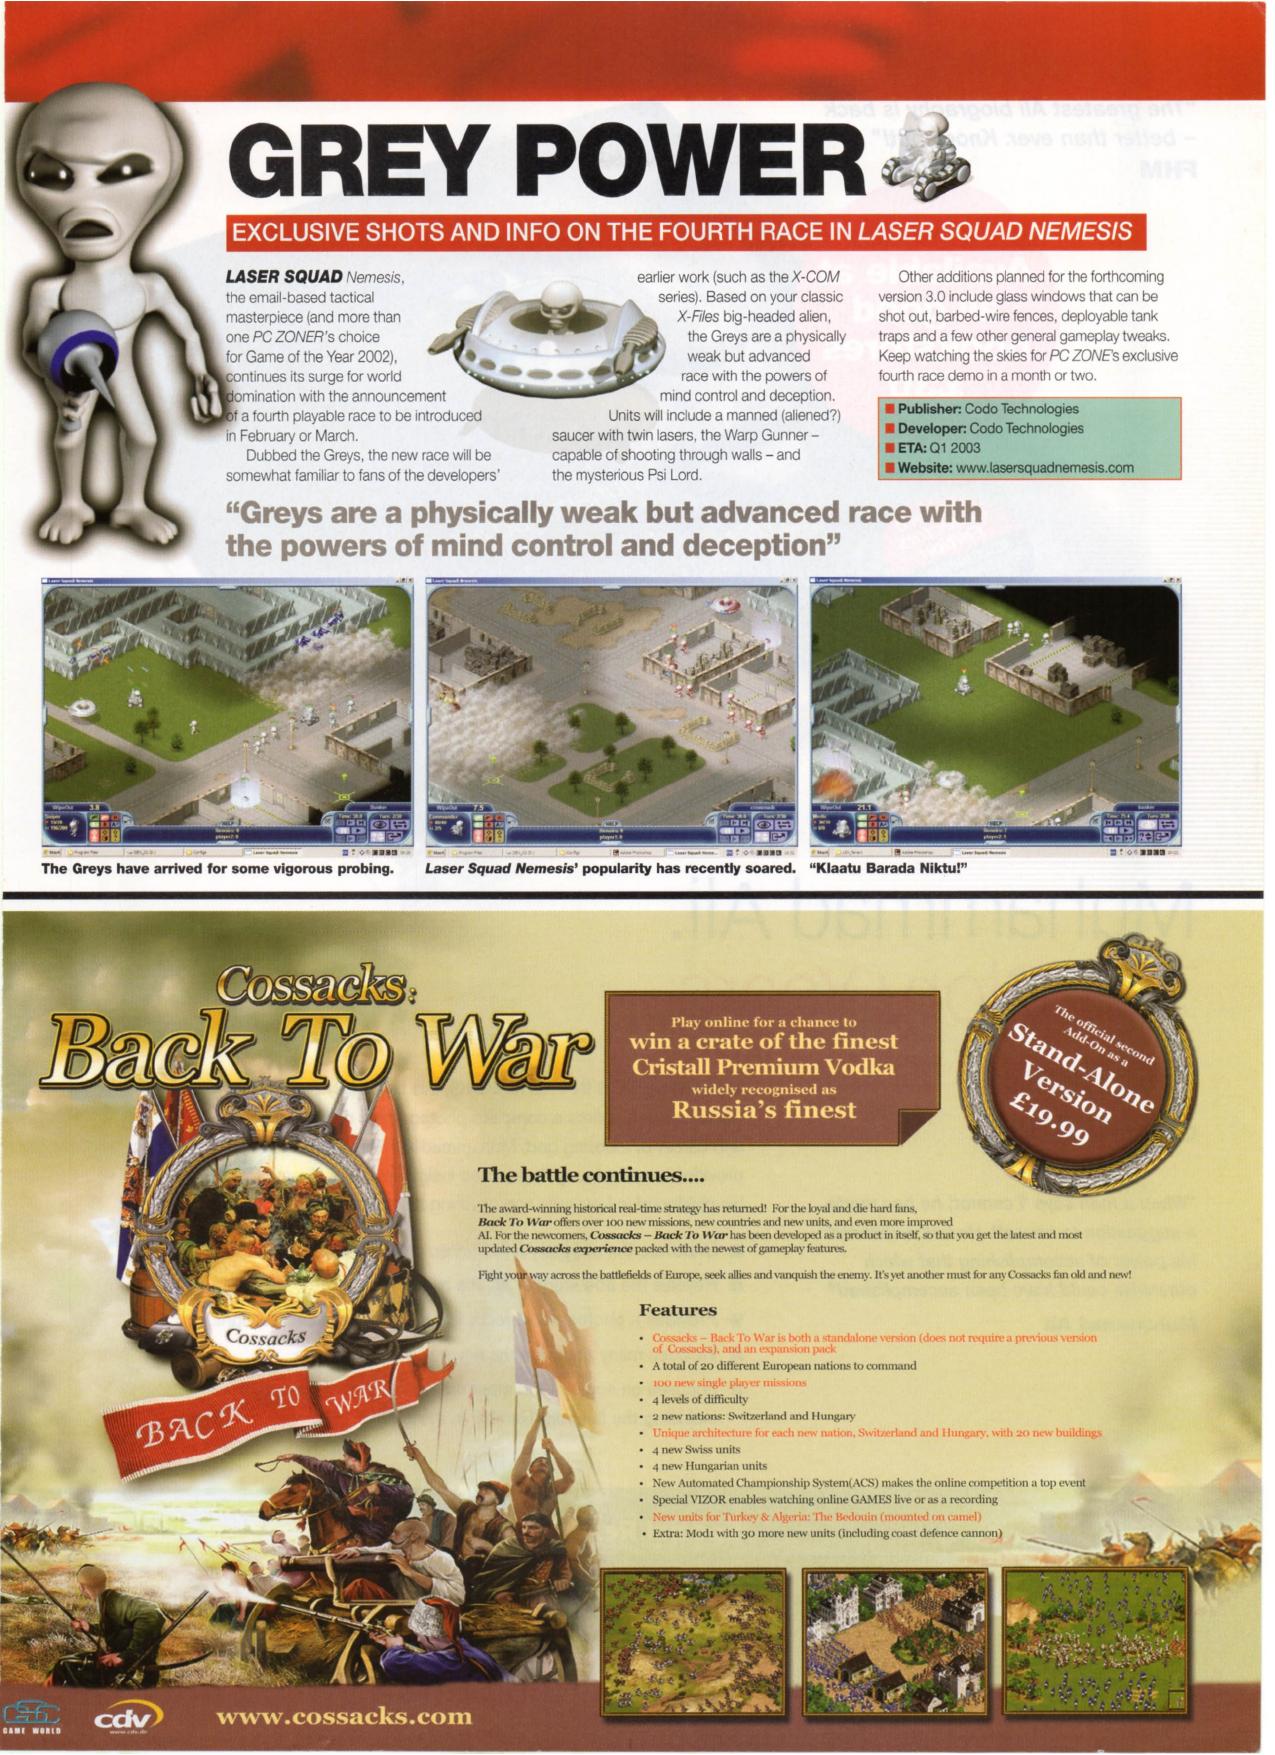 GREY POWER
EXCLUSIVE SHOTS AND INFO ON THE FOURTH RACE IN LASER SQUAD NEMESIS
LASER SQUAD Nemesis,
the email-based tactical
masterpiece (and more than
one PC ZONER's choice
for Game of the Year 2002),
continues its surge for world
domination with the announcement
of a fourth playable race to be introduced
in February or March.
Dubbed the Greys, the new race will be
somewhat familiar to fans of the developers'
earlier work (such as the X-COM
series). Based on your classic
X-Files big-headed alien,
the Greys are a physically
weak but advanced
race with the powers of
mind control and deception.
Units will include a manned (aliened?)
saucer with twin lasers, the Warp Gunner –
capable of shooting through walls – and
the mysterious Psi Lord.
Other additions planned for the forthcoming
version 3.0 include glass windows that can be
shot out, barbed-wire fences, deployable tank
traps and a few other general gameplay tweaks.
Keep watching the skies for PC ZONE's exclusive
fourth race demo in a month or two.
Publisher: Codo Technologies
Developer: Codo Technologies
ETA: Q1 2003
Website: www.lasersquadnemesis.com
“Greys are a physically weak but advanced race with
the powers of mind control and deception”
The Greys have arrived for some vigorous probing.
Laser Squad Nemesis' popularity has recently soared.
“Klaatu Barada Niktu!”
Cossacks:
Back To War
Play online for a chance to
win a crate of the finest
Cristall Premium Vodka
widely recognised as
Russia's finest
The official second
Add-On as a
Stand-Alone
Version
£19.99
The battle continues....
The award-winning historical real-time strategy has returned! For the loyal and die hard fans,
Back To War offers over 100 new missions, new countries and new units, and even more improved
AI. For the newcomers, Cossacks – Back To War has been developed as a product in itself, so that you get the latest and most
updated Cossacks experience packed with the newest of gameplay features.
Fight your way across the battlefields of Europe, seek allies and vanquish the enemy. It's yet another must for any Cossacks fan old and new!
Cossacks
BACK TO WAR
Features
• Cossacks – Back To War is both a standalone version (does not require a previous version
of Cossacks), and an expansion pack
• A total of 20 different European nations to command
• 100 new single player missions
• 4 levels of difficulty
• 2 new nations: Switzerland and Hungary
• Unique architecture for each new nation, Switzerland and Hungary, with 20 new buildings
• 4 new Swiss units
• 4 new Hungarian units
• New Automated Championship System(ACS) makes the online competition a top event
• Special VIZOR enables watching online GAMES live or as a recording
• New units for Turkey & Algeria: The Bedouin (mounted on camel)
• Extra: Mod1 with 30 more new units (including coast defence cannon)
GSC
GAME WORLD
cdv
www.cdv.de
www.cossacks.com